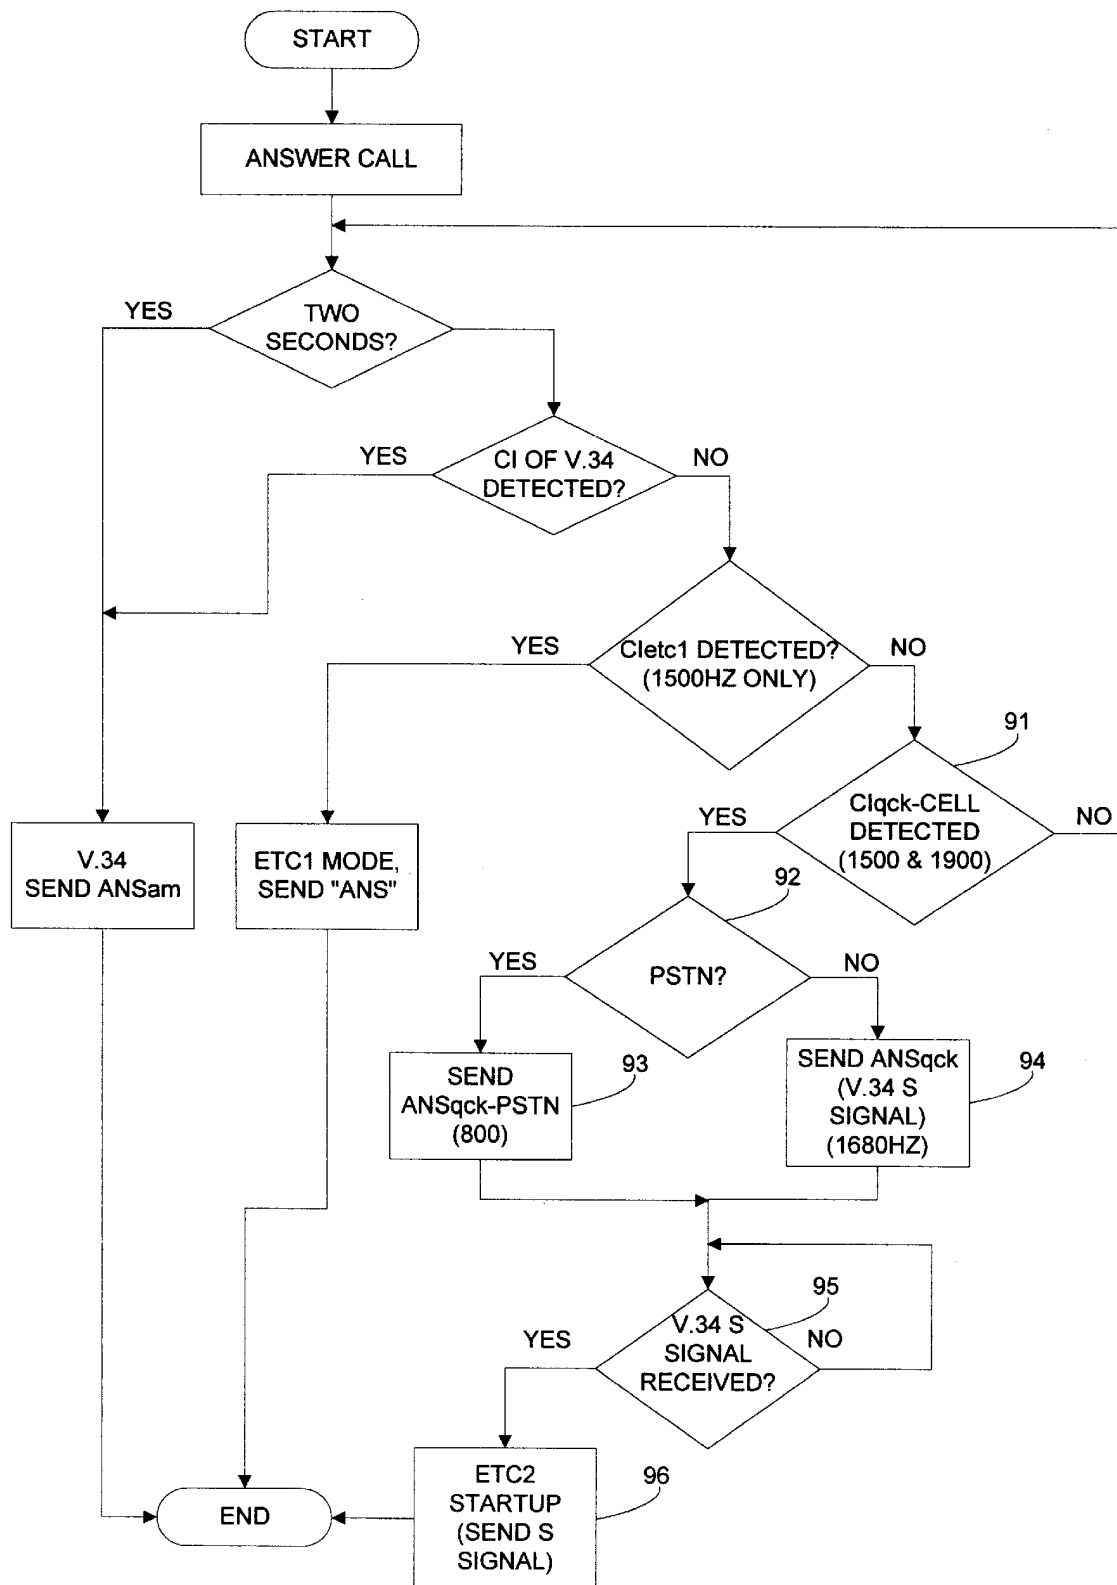 START
ANSWER CALL
YES
TWO
SECONDS?
YES
CI OF V.34
DETECTED?
NO
YES
CIetc1 DETECTED?
(1500HZ ONLY)
NO
91
YES
CIqck-CELL
DETECTED
(1500 & 1900)
NO
V.34
SEND ANSam
ETC1 MODE,
SEND "ANS"
92
YES
PSTN?
NO
SEND
ANSqck-PSTN
(800)
93
SEND ANSqck
(V.34 S
SIGNAL)
(1680HZ)
94
95
YES
V.34 S
SIGNAL
RECEIVED?
NO
ETC2
STARTUP
(SEND S
SIGNAL)
96
END